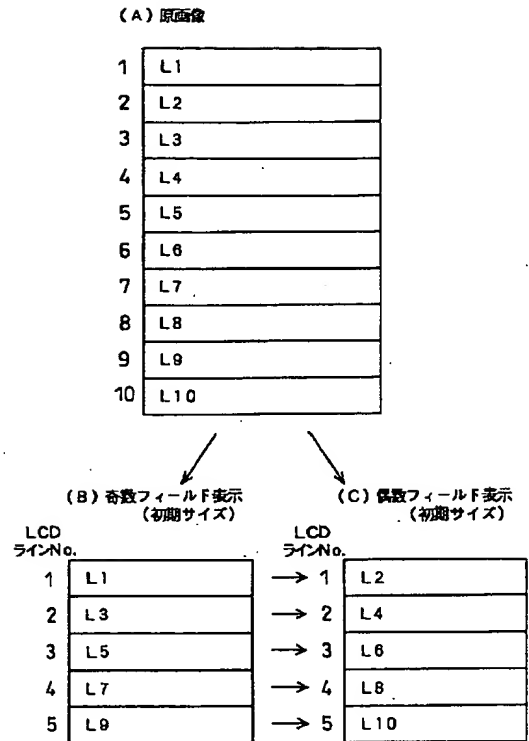 (A) 原画像
1 L1
2 L2
3 L3
4 L4
5 L5
6 L6
7 L7
8 L8
9 L9
10 L10
(B) 奇数フィールド表示
(初期サイズ)
LCD
ラインNo.
1 L1
2 L3
3 L5
4 L7
5 L9
(C) 偶数フィールド表示
(初期サイズ)
LCD
ラインNo.
→ 1 L2
→ 2 L4
→ 3 L6
→ 4 L8
→ 5 L10